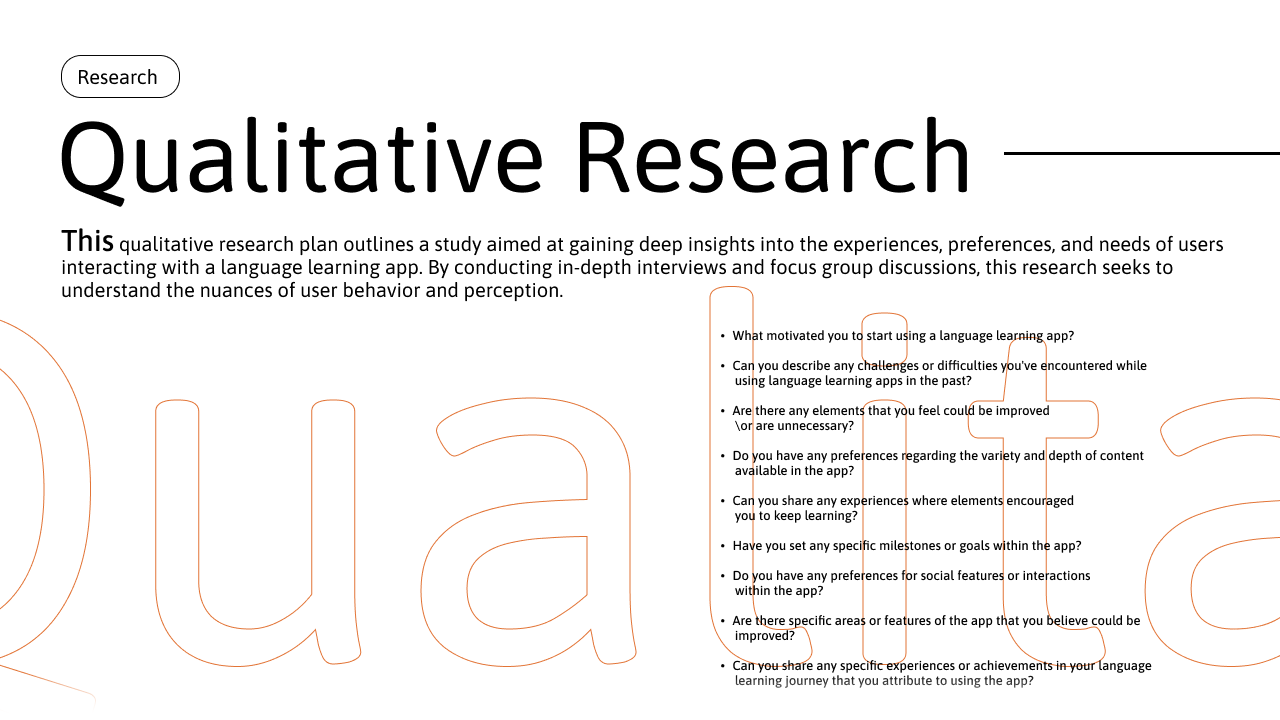 Research
Qualitative Research
This qualitative research plan outlines a study aimed at gaining deep insights into the experiences, preferences, and needs of users
interacting with a language learning app. By conducting in-depth interviews and focus group discussions, this research seeks to
understand the nuances of user behavior and perception.
Qualita
• What motivated you to start using a language learning app?
• Can you describe any challenges or difficulties you've encountered while
using language learning apps in the past?
• Are there any elements that you feel could be improved
\or are unnecessary?
• Do you have any preferences regarding the variety and depth of content
available in the app?
• Can you share any experiences where elements encouraged
you to keep learning?
• Have you set any specific milestones or goals within the app?
• Do you have any preferences for social features or interactions
within the app?
• Are there specific areas or features of the app that you believe could be
improved?
• Can you share any specific experiences or achievements in your language
learning journey that you attribute to using the app?